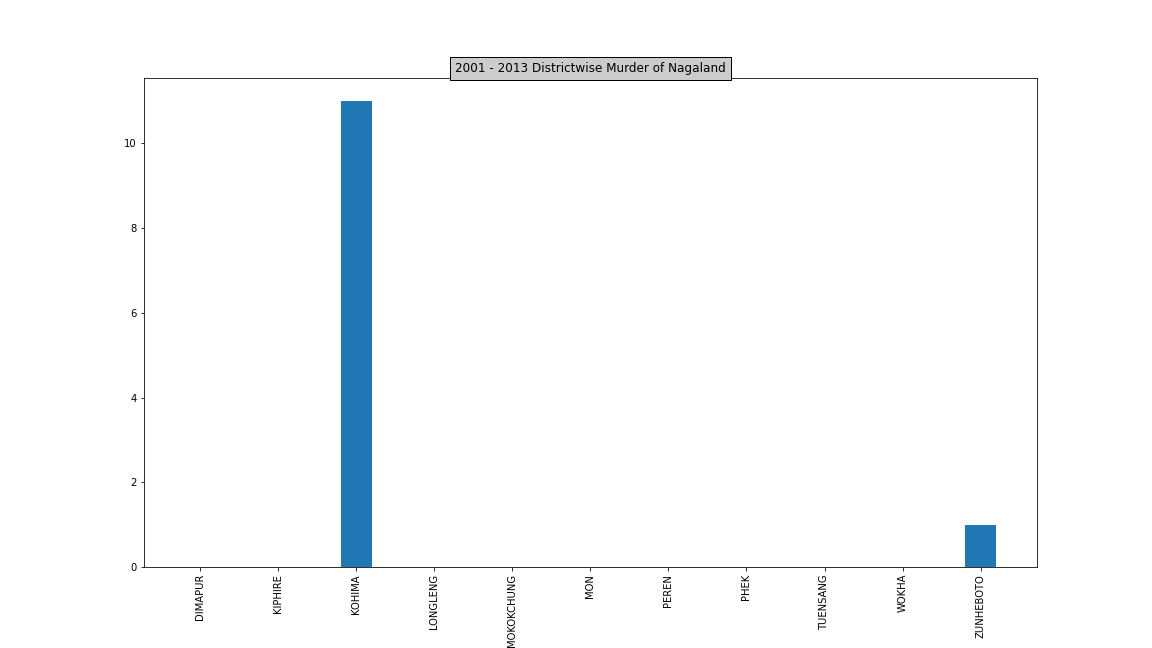 2001 - 2013 Districtwise Murder of Nagaland
10
8
6
4
2
0
DIMAPUR
KIPHIRE
KOHIMA
LONGLENG
MOKOKCHUNG
MON
PEREN
PHEK
TUENSANG
WOKHA
ZUNHEBOTO